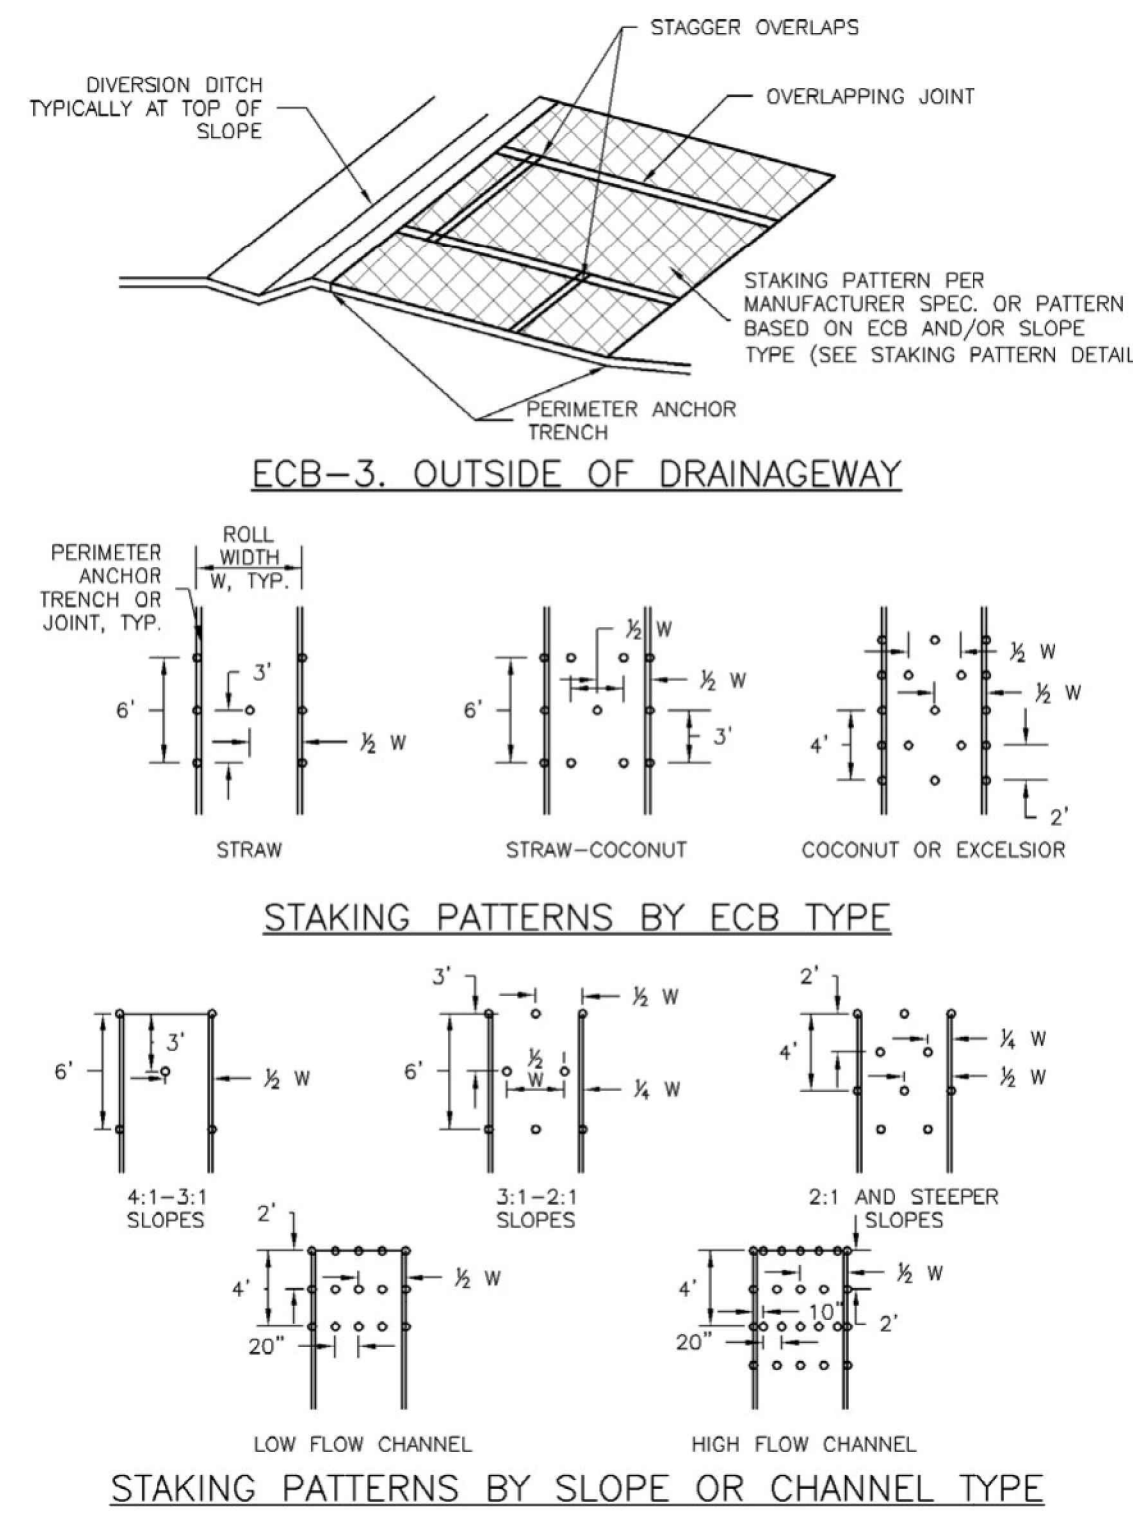 STAGGER OVERLAPS
DIVERSION DITCH
TYPICALLY AT TOP OF
SLOPE
OVERLAPPING JOINT
STAKING PATTERN PER
MANUFACTURER SPEC. OR PATTERN
BASED ON ECB AND/OR SLOPE
TYPE (SEE STAKING PATTERN DETAIL
PERIMETER ANCHOR
TRENCH
ECB-3. OUTSIDE OF DRAINAGEWAY
PERIMETER
ANCHOR
TRENCH OR
JOINT, TYP.
ROLL
WIDTH
W, TYP.
3'
6'
½ W
STRAW
½ W
½ W
6'
3'
STRAW-COCONUT
½ W
½ W
4'
2'
COCONUT OR EXCELSIOR
STAKING PATTERNS BY ECB TYPE
3'
6'
½ W
4:1-3:1
SLOPES
3'
½ W
6'
½
W
¼ W
3:1-2:1
SLOPES
2'
4'
¼ W
½ W
2:1 AND STEEPER
SLOPES
2'
4'
½ W
20"
LOW FLOW CHANNEL
4'
½ W
10"
2'
20"
HIGH FLOW CHANNEL
STAKING PATTERNS BY SLOPE OR CHANNEL TYPE